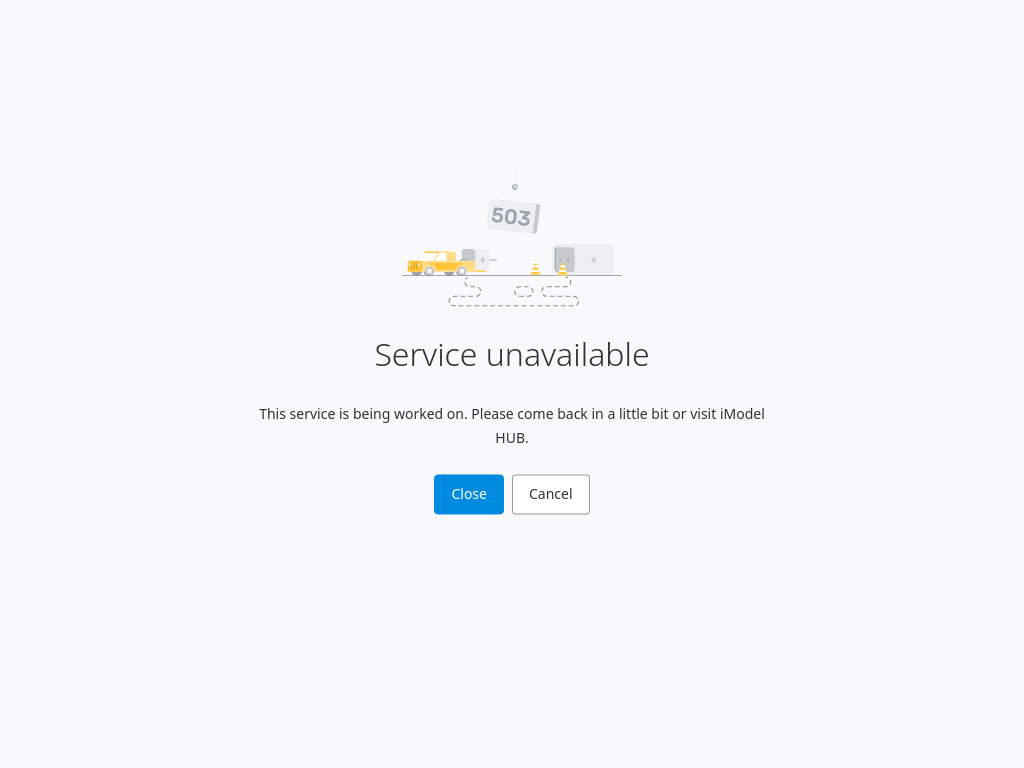 503
Service unavailable
This service is being worked on. Please come back in a little bit or visit iModel
HUB.
Close
Cancel